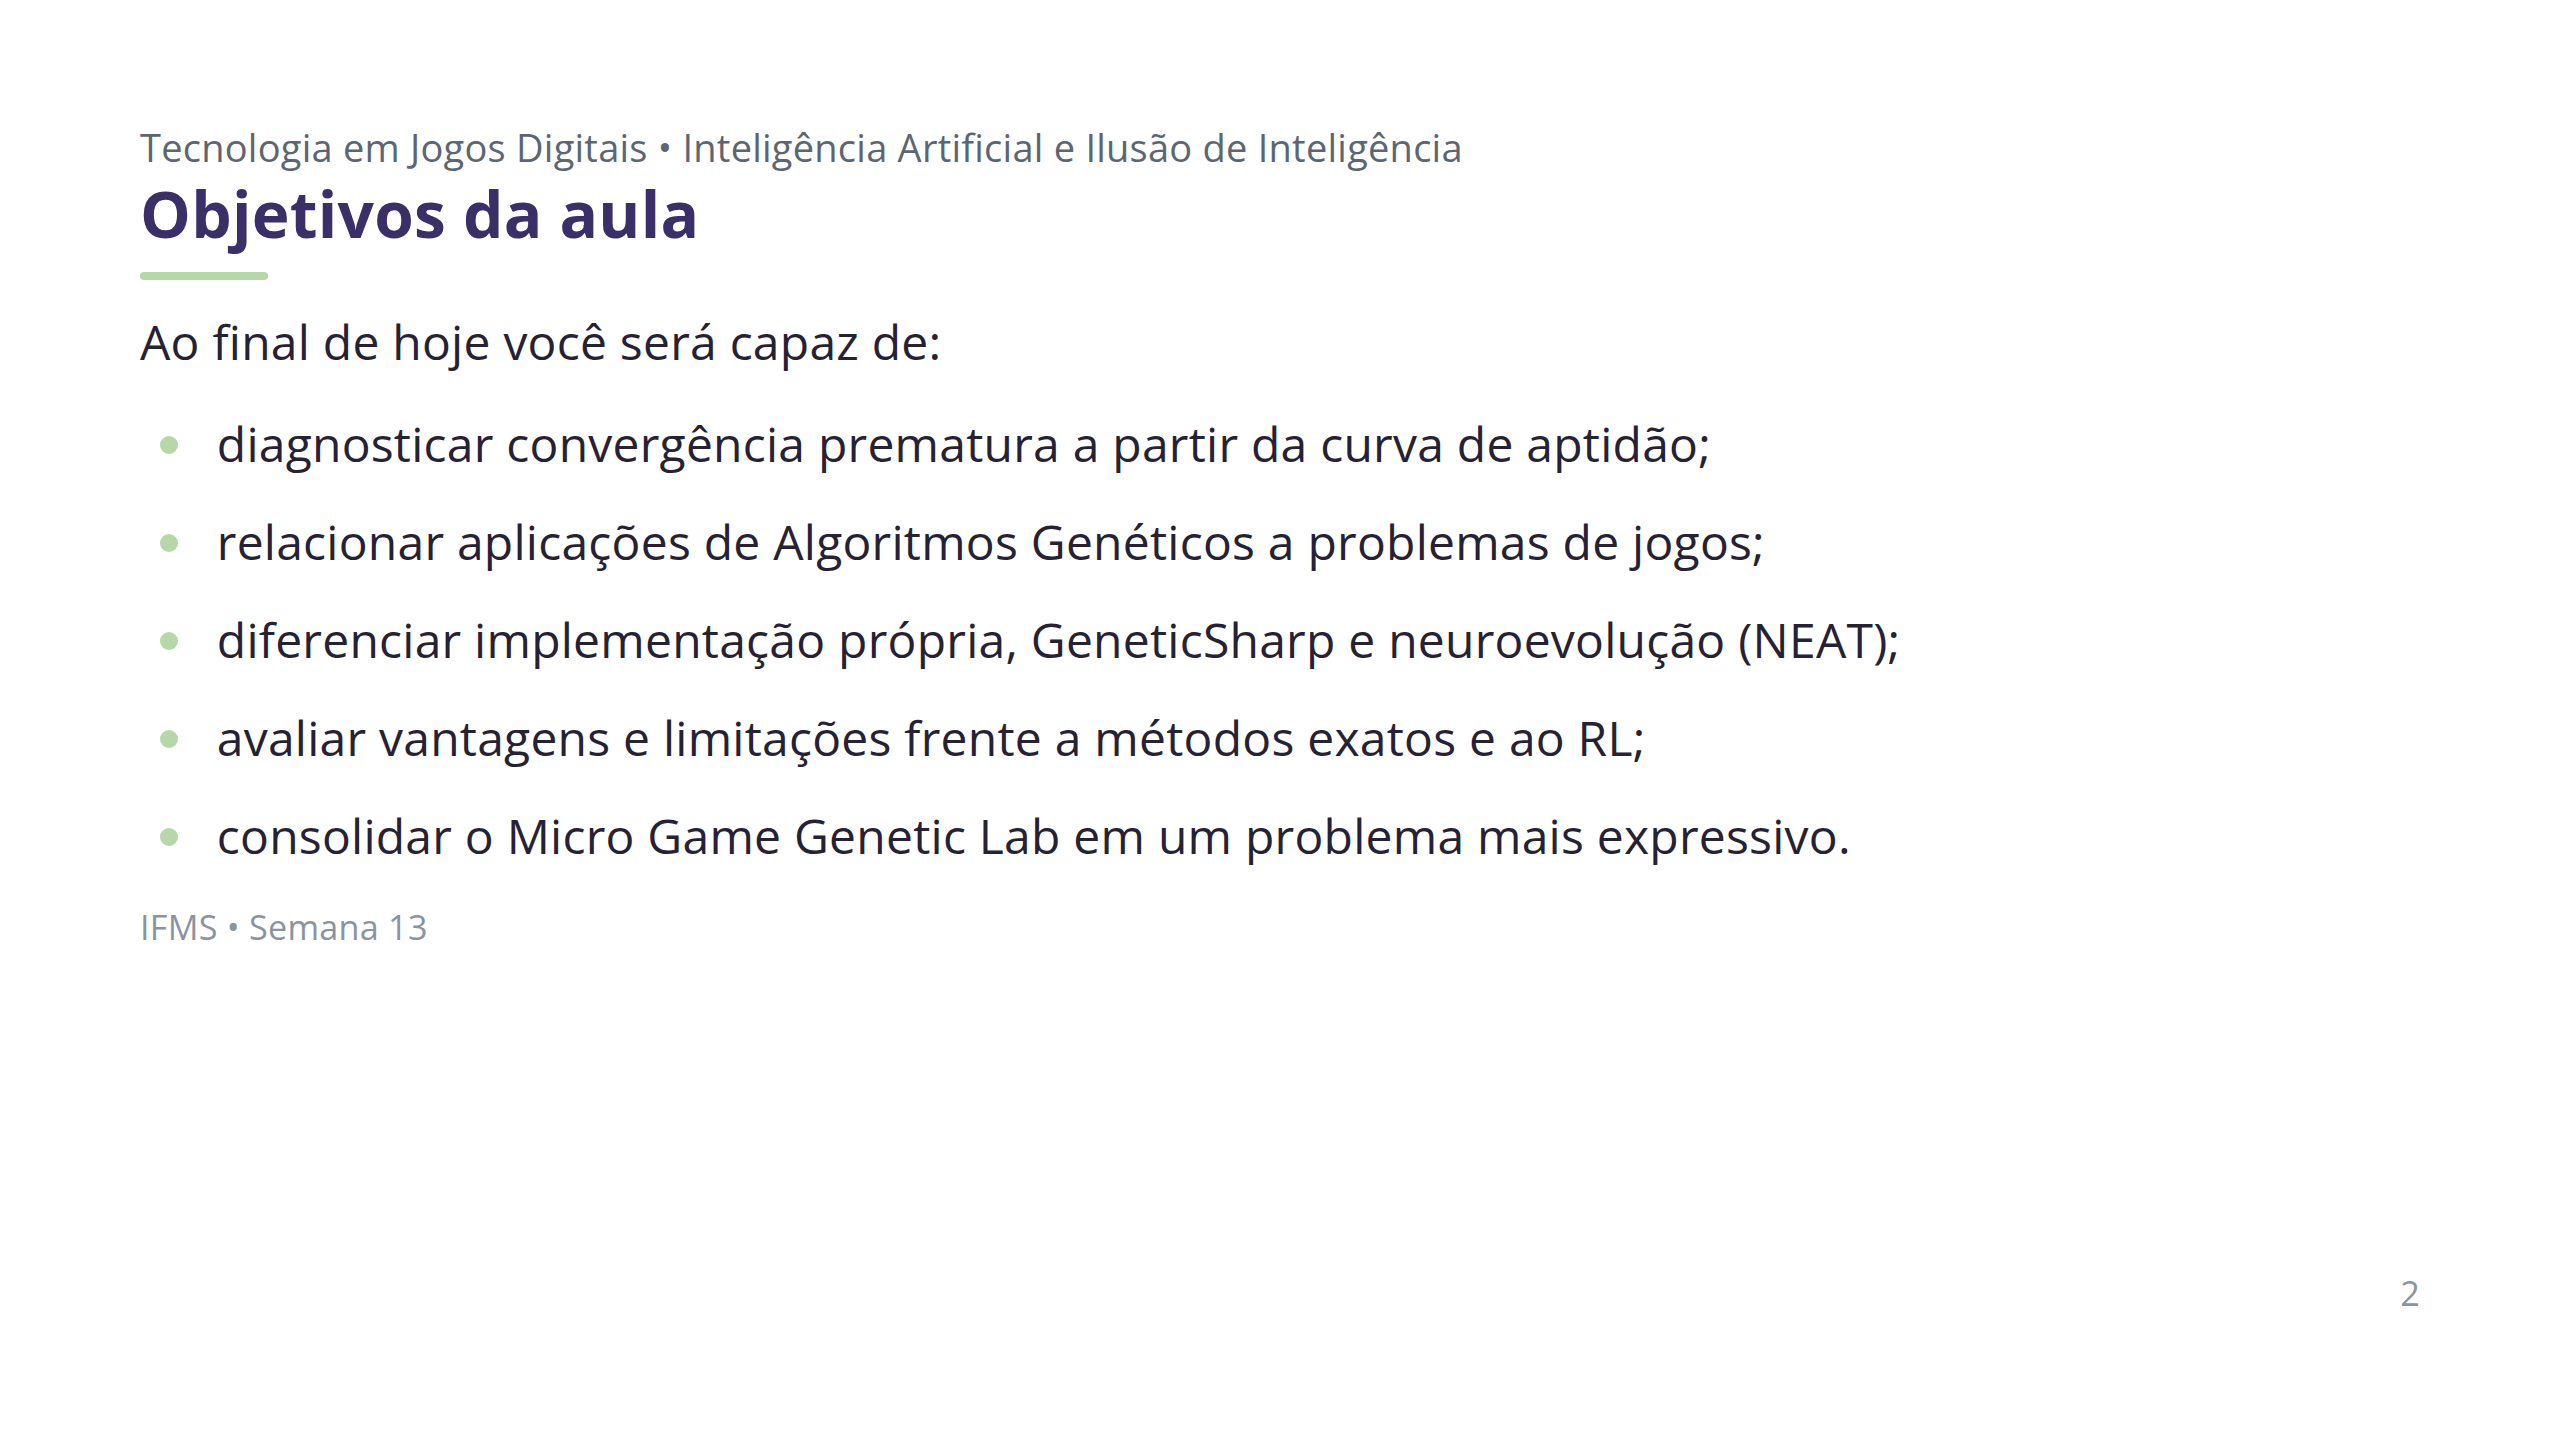 Tecnologia em Jogos Digitais • Inteligência Artificial e Ilusão de Inteligência
Objetivos da aula
Ao final de hoje você será capaz de:
• diagnosticar convergência prematura a partir da curva de aptidão;
• relacionar aplicações de Algoritmos Genéticos a problemas de jogos;
• diferenciar implementação própria, GeneticSharp e neuroevolução (NEAT);
• avaliar vantagens e limitações frente a métodos exatos e ao RL;
• consolidar o Micro Game Genetic Lab em um problema mais expressivo.
IFMS • Semana 13
2